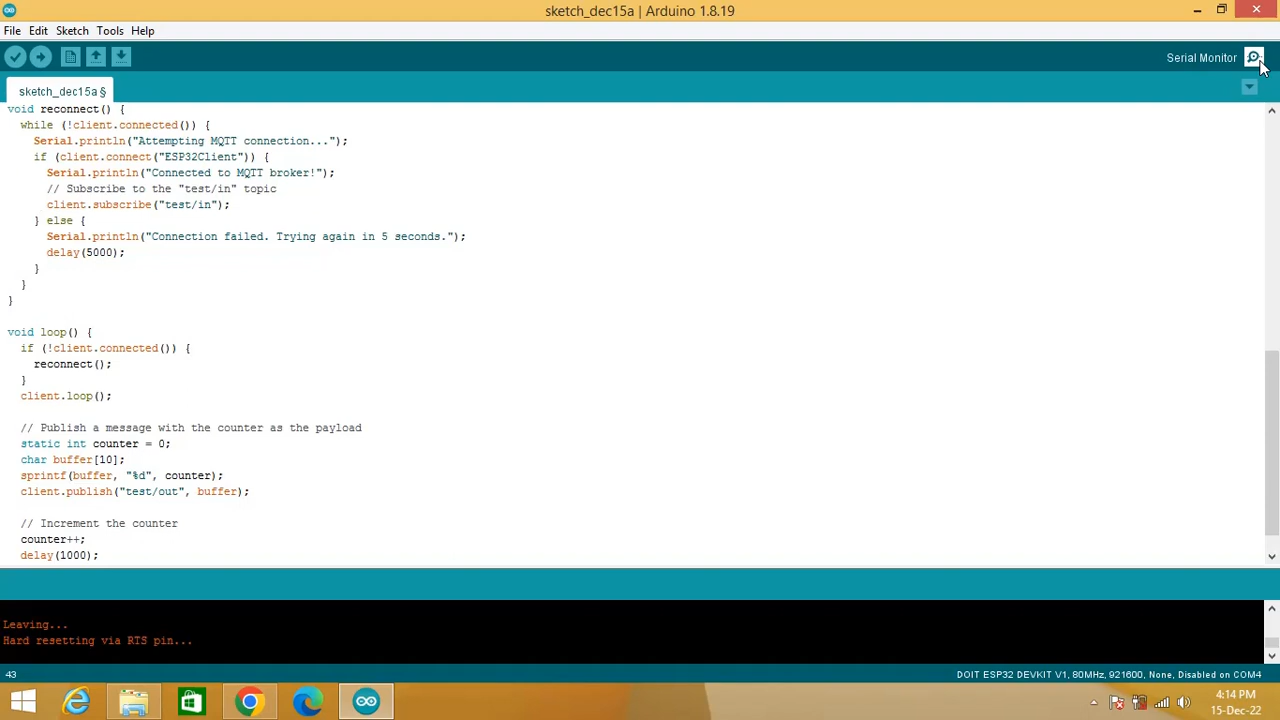 sketch_dec15a | Arduino 1.8.19
File Edit Sketch Tools Help
Serial Monitor
sketch_dec15a §
void reconnect() {
while (!client.connected()) {
Serial.println("Attempting MQTT connection...");
if (client.connect("ESP32Client")) {
Serial.println("Connected to MQTT broker!");
// Subscribe to the "test/in" topic
client.subscribe("test/in");
} else {
Serial.println("Connection failed. Trying again in 5 seconds.");
delay(5000);
}
}
}
void loop() {
if (!client.connected()) {
reconnect();
}
client.loop();
// Publish a message with the counter as the payload
static int counter = 0;
char buffer[10];
sprintf(buffer, "%d", counter);
client.publish("test/out", buffer);
// Increment the counter
counter++;
delay(1000);
Leaving...
Hard resetting via RTS pin...
43
DOIT ESP32 DEVKIT V1, 80MHz, 921600, None, Disabled on COM4
4:14 PM
15-Dec-22